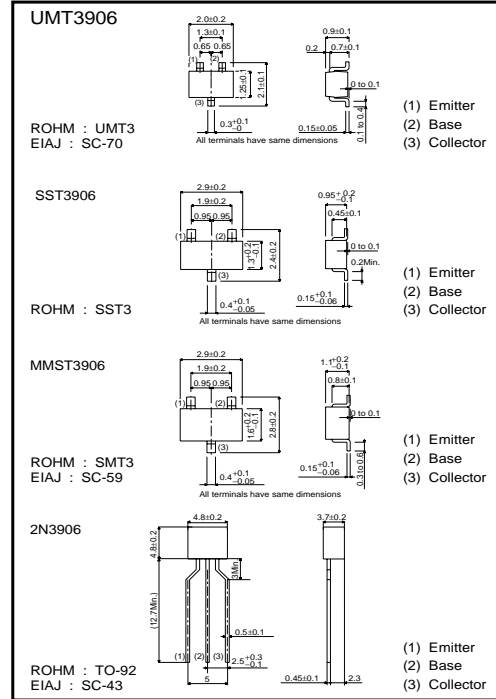 UMT3906
2.0±0.2
1.3±0.1
0.65 0.65
(1) (2)
1.25±0.1
2.1±0.1
(3)
0.3+0.1 −0
All terminals have same dimensions
0.9±0.1
0.2 0.7±0.1
0 to 0.1
0.1 to 0.4
0.15±0.05
ROHM : UMT3
EIAJ : SC-70
(1) Emitter
(2) Base
(3) Collector
SST3906
2.9±0.2
1.9±0.2
0.95 0.95
(1) (2)
1.3+0.2 −0.1
2.4±0.2
(3)
0.4+0.1 −0.05
All terminals have same dimensions
0.95+0.2 −0.1
0.45±0.1
0 to 0.1
0.2Min.
0.15+0.1 −0.06
ROHM : SST3
(1) Emitter
(2) Base
(3) Collector
MMST3906
2.9±0.2
1.9±0.2
0.95 0.95
(1) (2)
1.6+0.2 −0.1
2.8±0.2
(3)
0.4+0.1 −0.05
All terminals have same dimensions
1.1+0.2 −0.1
0.8±0.1
0 to 0.1
0.3 to 0.6
0.15+0.1 −0.06
ROHM : SMT3
EIAJ : SC-59
(1) Emitter
(2) Base
(3) Collector
2N3906
4.8±0.2
4.8±0.2
(12.7Min.)
3Min
0.5±0.1
(1) (2) (3)
2.5+0.3 −0.1
5
3.7±0.2
0.45±0.1
2.3
ROHM : TO-92
EIAJ : SC-43
(1) Emitter
(2) Base
(3) Collector